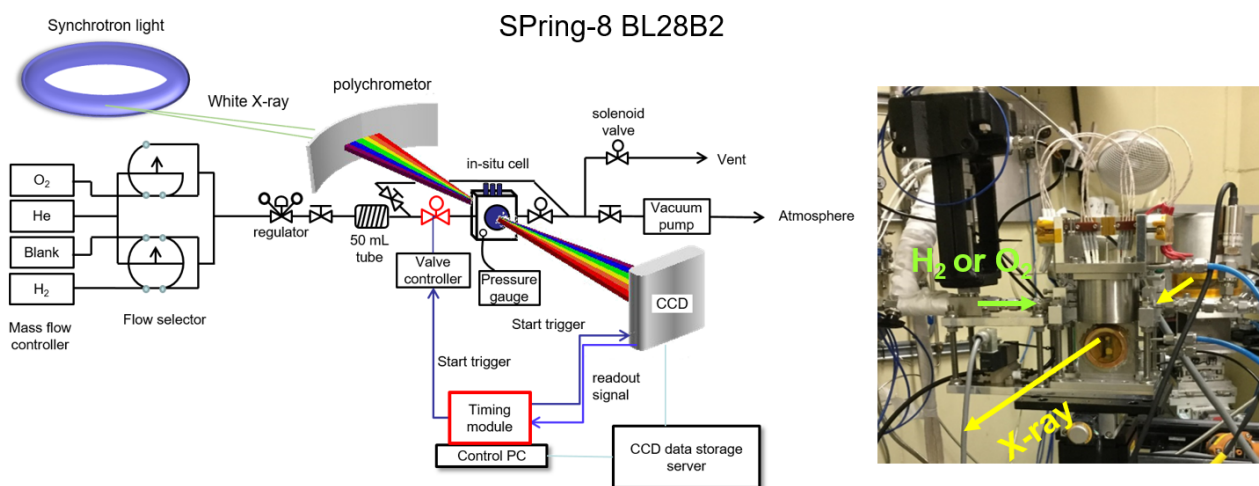 SPring-8 BL28B2
Synchrotron light
White X-ray
polychrometor
solenoid
valve
Vent
in-situ cell
O₂
He
Blank
H₂
Mass flow
controller
Flow selector
regulator
50 mL
tube
Valve
controller
Pressure
gauge
Vacuum
pump
Atmosphere
CCD
Start trigger
Start trigger
readout
signal
Timing
module
Control PC
CCD data storage
server
H₂ or O₂
X-ray